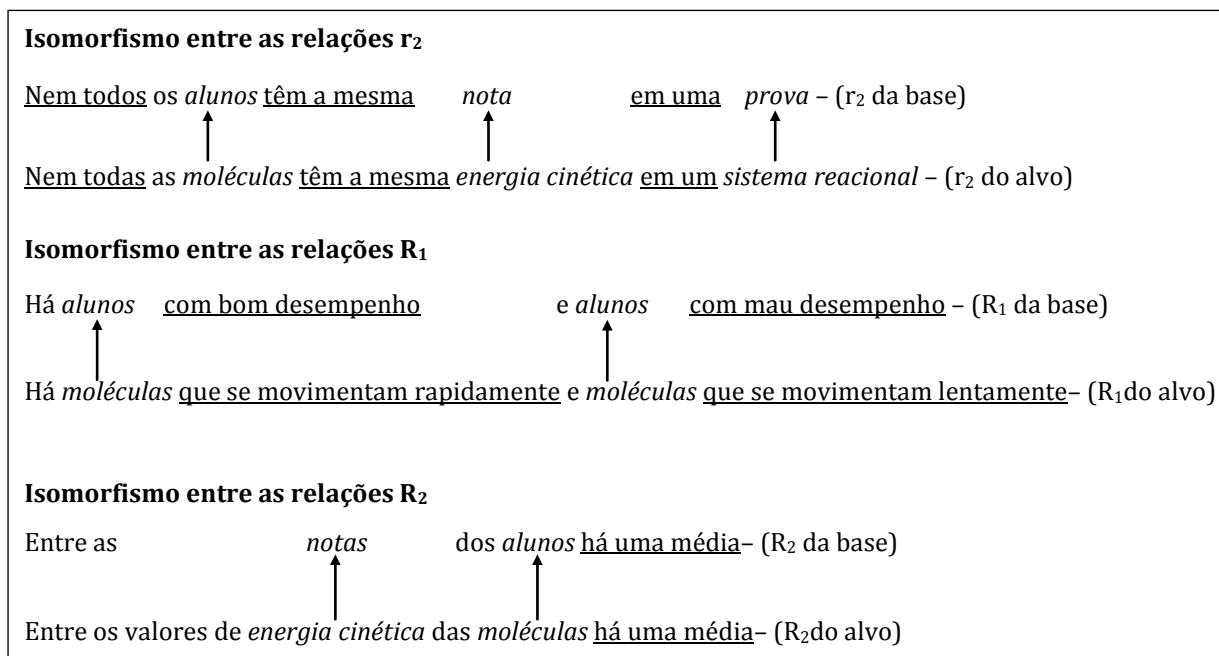 Isomorfismo entre as relações r₂
Nem todos os alunos têm a mesma nota em uma prova – (r₂ da base)
Nem todas as moléculas têm a mesma energia cinética em um sistema reacional – (r₂ do alvo)
Isomorfismo entre as relações R₁
Há alunos com bom desempenho e alunos com mau desempenho – (R₁ da base)
Há moléculas que se movimentam rapidamente e moléculas que se movimentam lentamente– (R₁do alvo)
Isomorfismo entre as relações R₂
Entre as notas dos alunos há uma média– (R₂ da base)
Entre os valores de energia cinética das moléculas há uma média– (R₂do alvo)